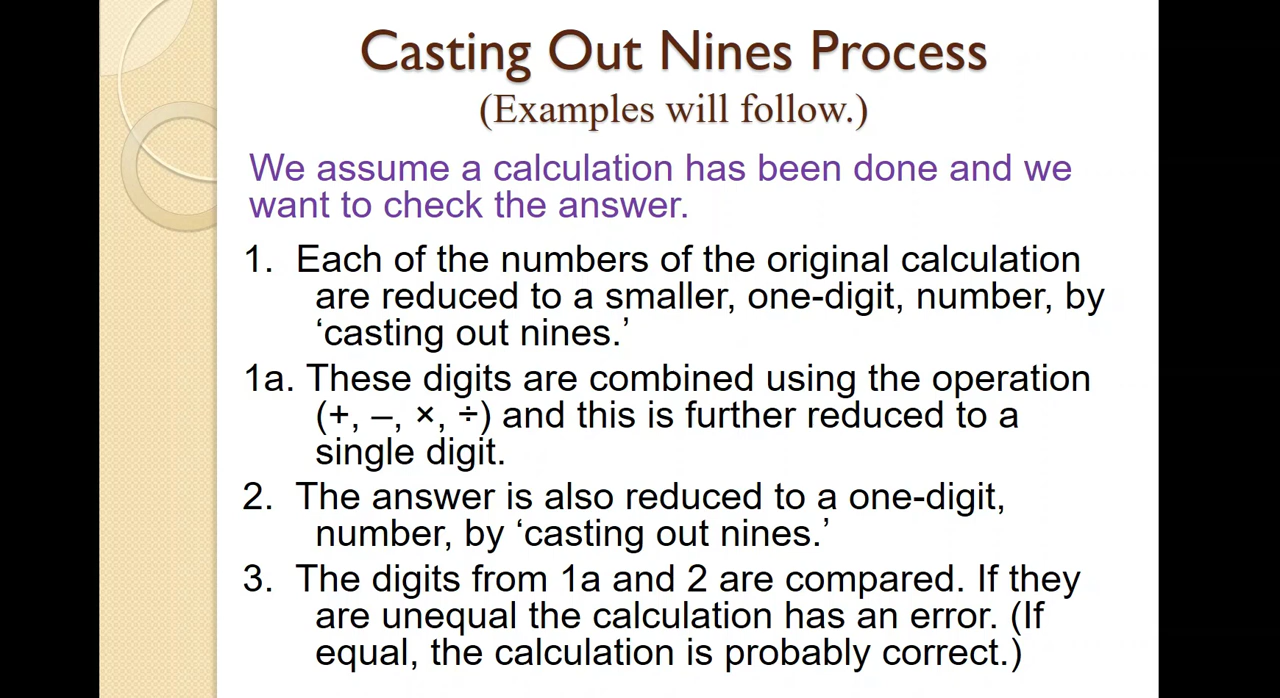 Casting Out Nines Process
(Examples will follow.)
We assume a calculation has been done and we
want to check the answer.
1. Each of the numbers of the original calculation
are reduced to a smaller, one-digit, number, by
‘casting out nines.’
1a. These digits are combined using the operation
(+, –, ×, ÷) and this is further reduced to a
single digit.
2. The answer is also reduced to a one-digit,
number, by ‘casting out nines.’
3. The digits from 1a and 2 are compared. If they
are unequal the calculation has an error. (If
equal, the calculation is probably correct.)